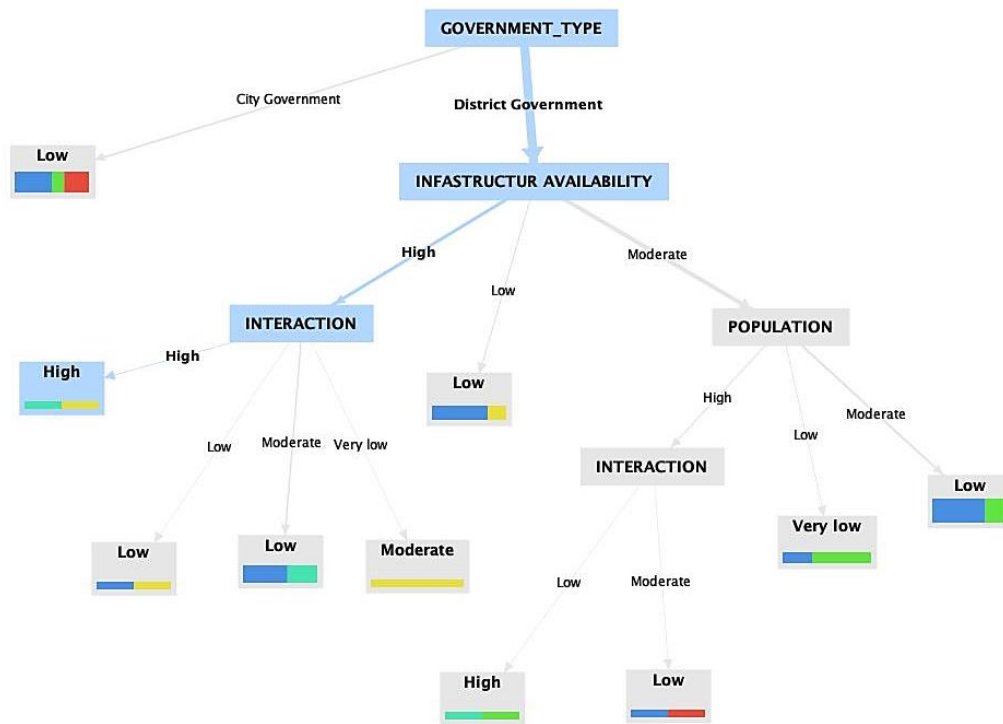 GOVERNMENT_TYPE
City Government
District Government
Low
INFASTRUCTUR AVAILABILITY
High
Low
Moderate
INTERACTION
POPULATION
High
High
Low
Moderate
Very low
Low
High
Low
Moderate
INTERACTION
Low
Low
Moderate
Very low
Low
Low
Moderate
High
Low